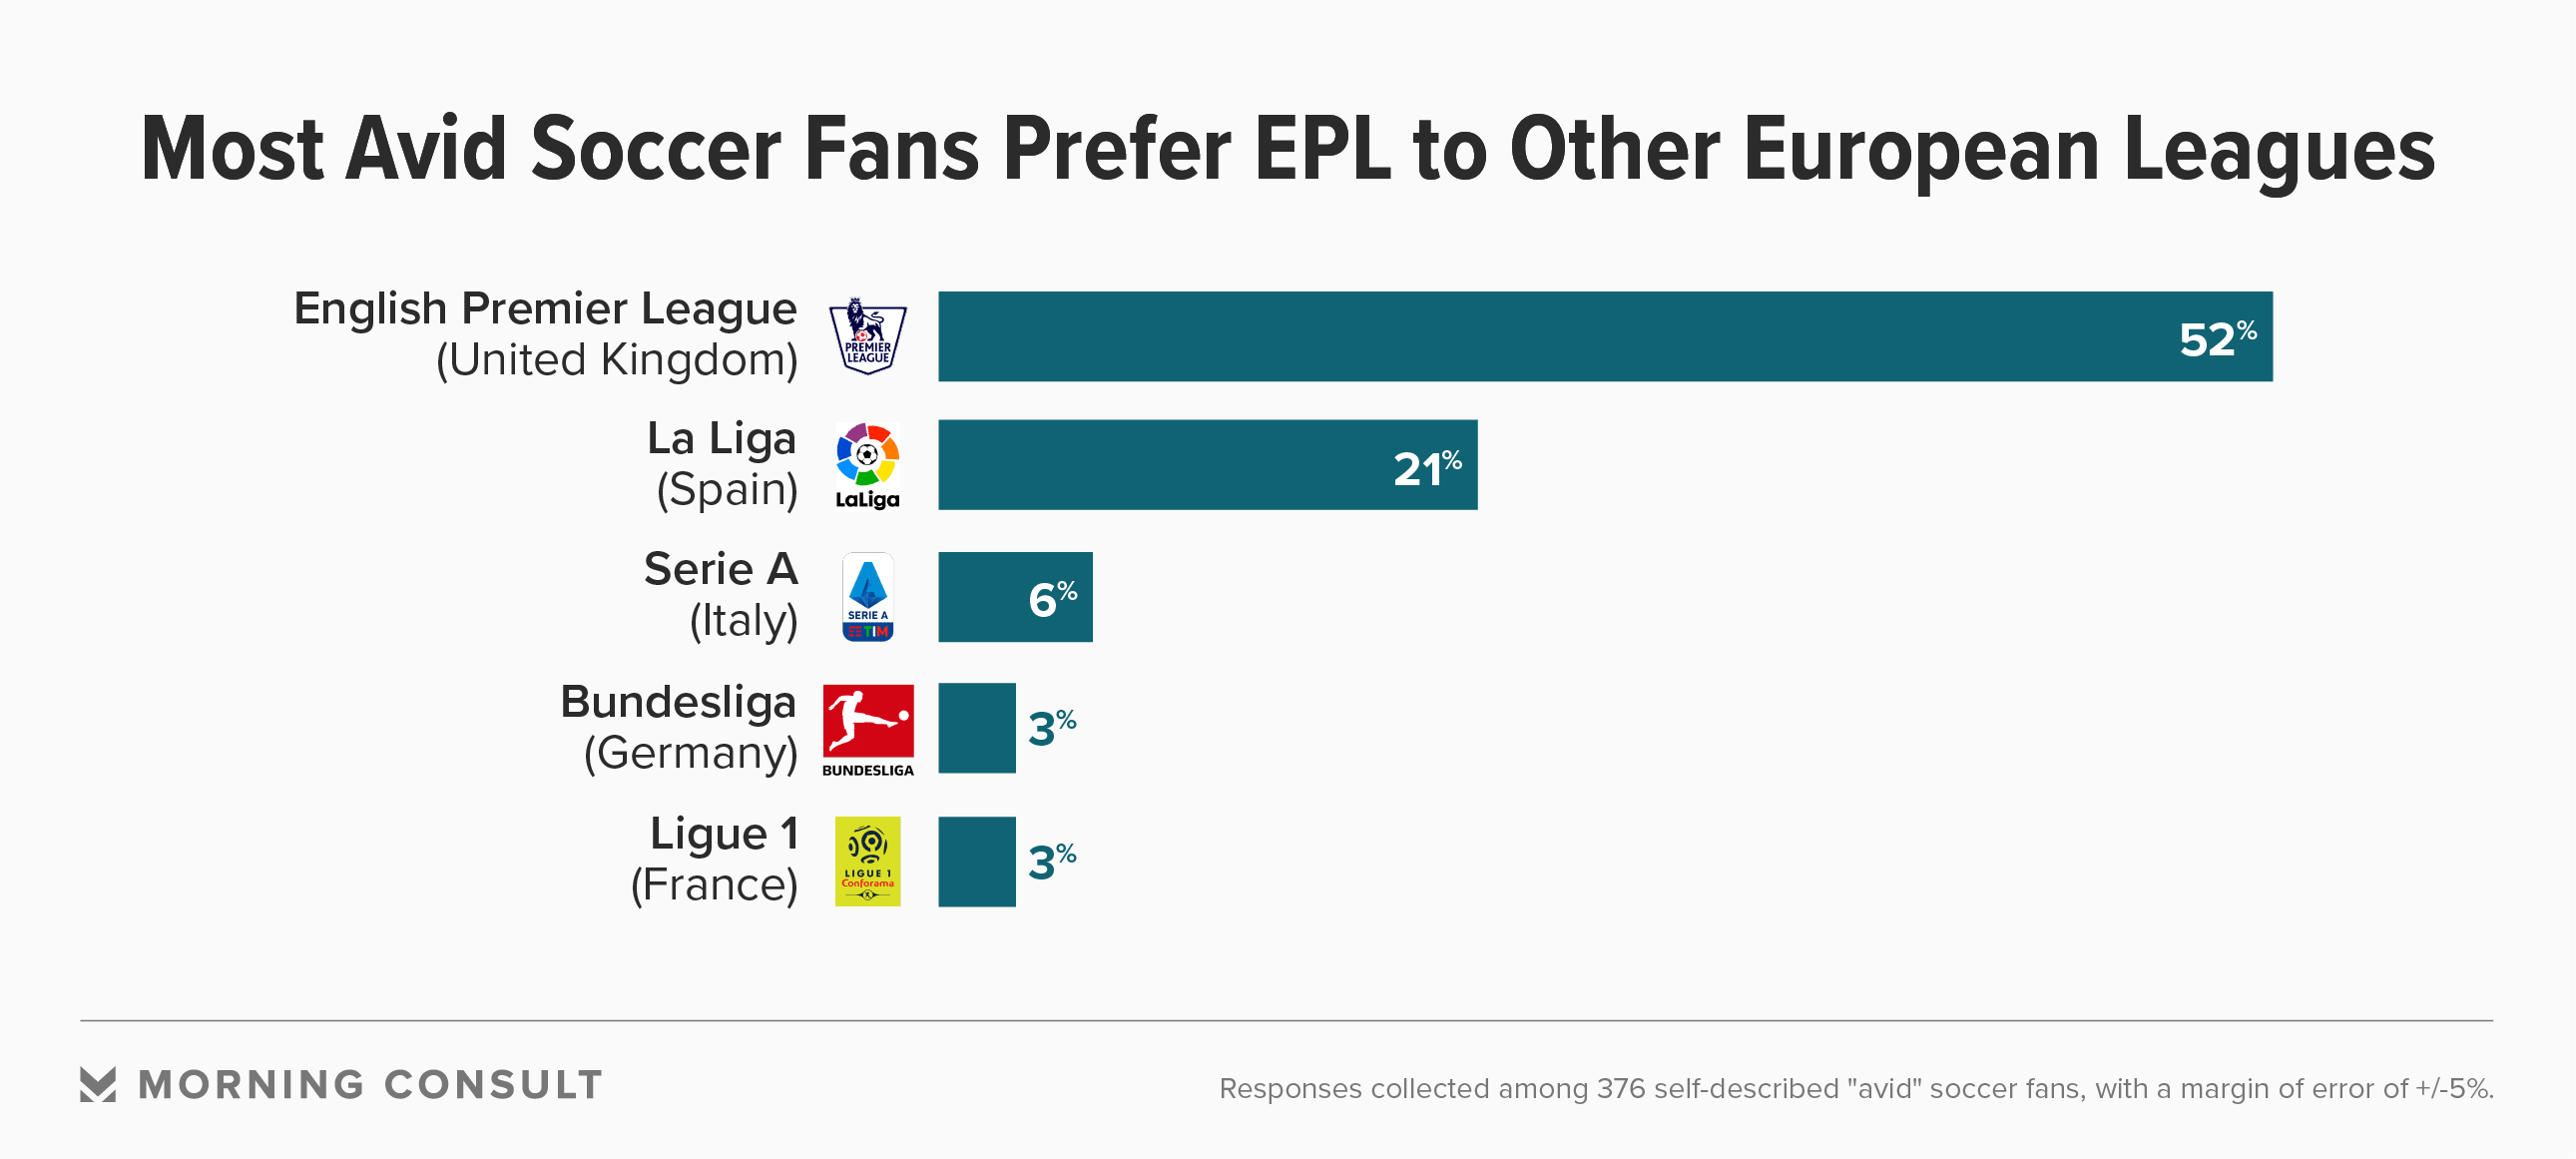 Most Avid Soccer Fans Prefer EPL to Other European Leagues
English Premier League
(United Kingdom)
PREMIER
LEAGUE
52%
La Liga
(Spain)
LaLiga
21%
Serie A
(Italy)
SERIE A
TIM
6%
Bundesliga
(Germany)
BUNDESLIGA
3%
Ligue 1
(France)
LIGUE 1
Conforama
3%
MORNING CONSULT
Responses collected among 376 self-described "avid" soccer fans, with a margin of error of +/-5%.